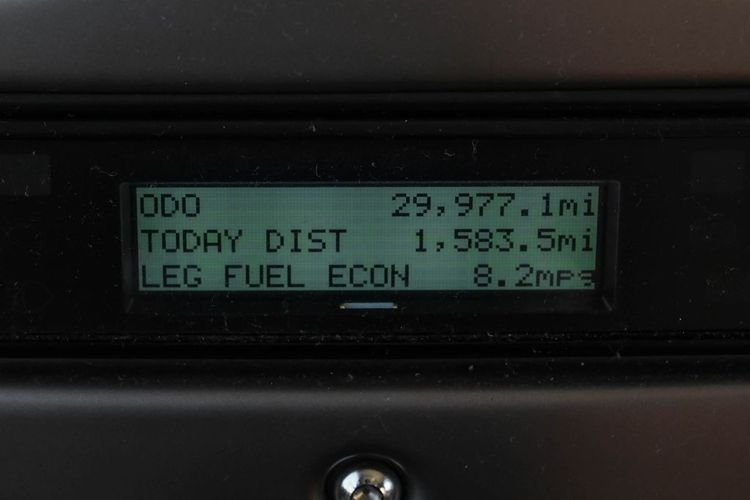 ODO 29,977.1mi
TODAY DIST 1,583.5mi
LEG FUEL ECON 8.2mpg